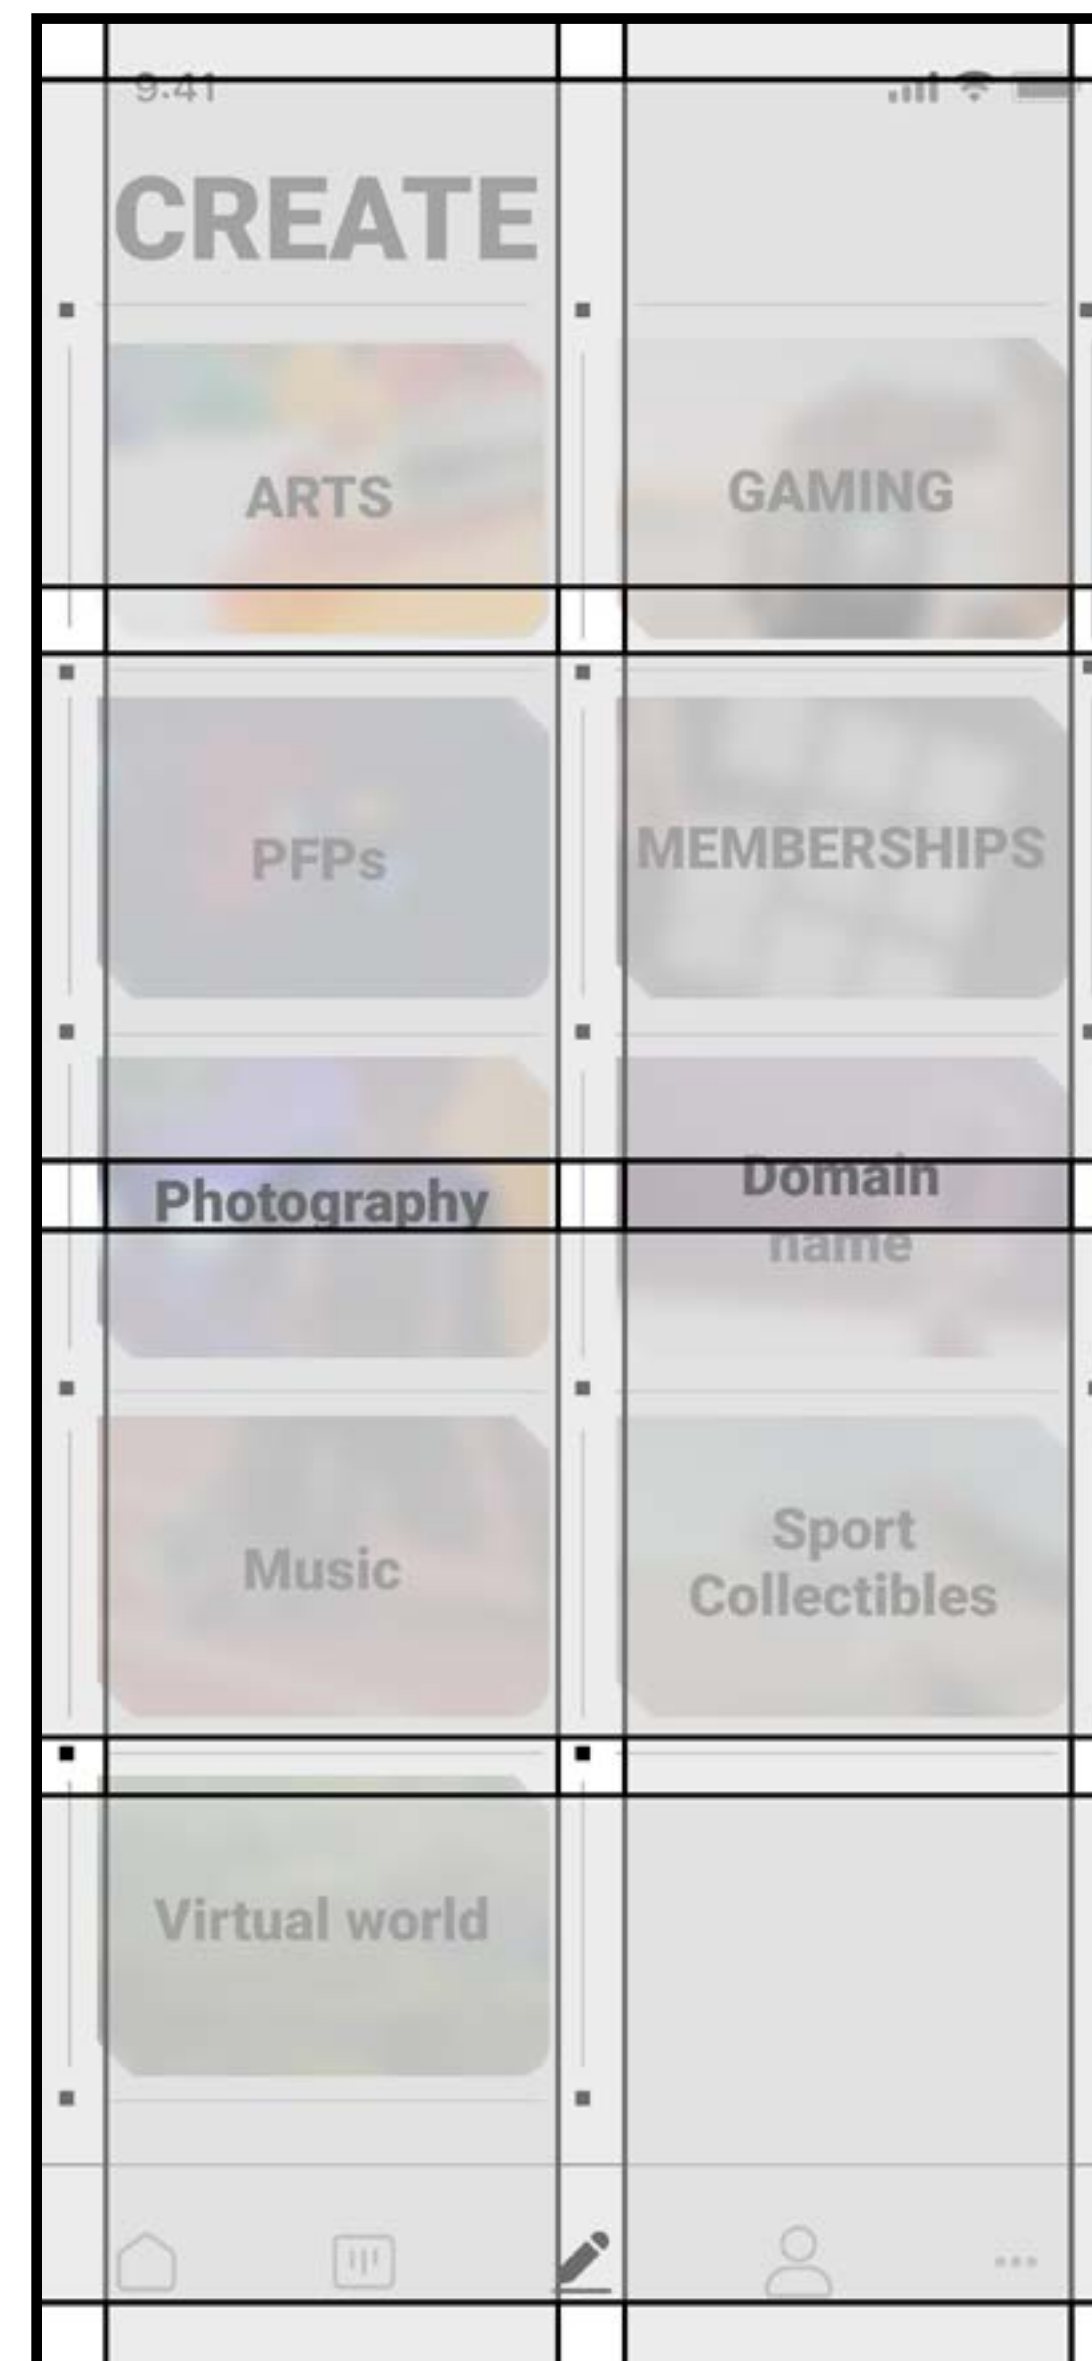 9:41
CREATE
ARTS
GAMING
PFPs
MEMBERSHIPS
Photography
Domain
name
Music
Sport
Collectibles
Virtual world